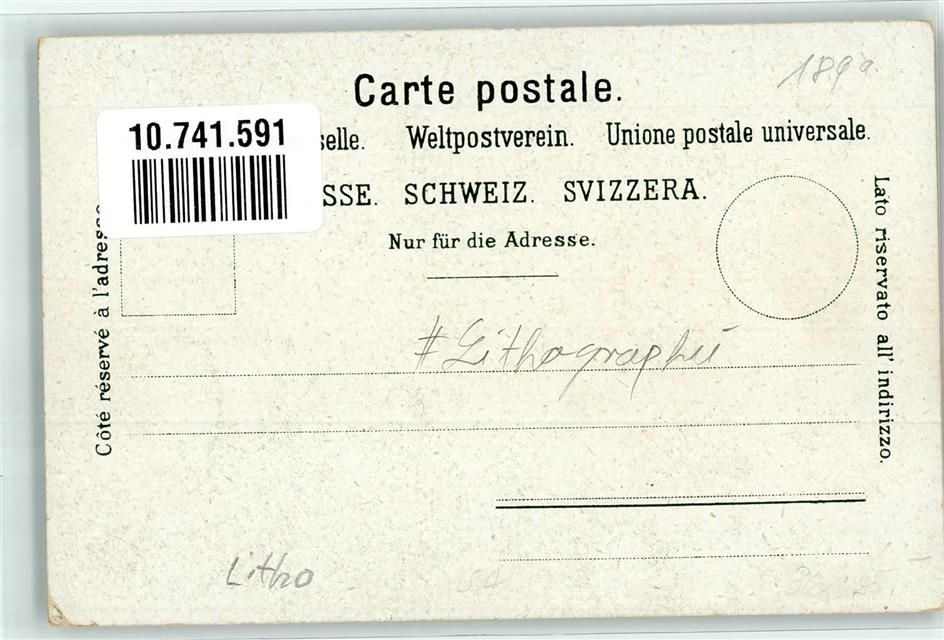 Carte postale.
10.741.591
selle. Weltpostverein. Unione postale universale.
SSE. SCHWEIZ. SVIZZERA.
Nur für die Adresse.
Côté réservé à l'adresse
Lato riservato all' indirizzo.
#Lithographie
Litho